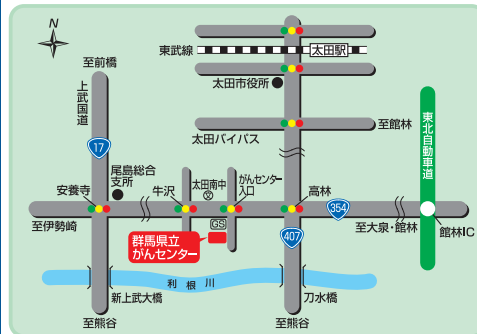 N
東武線
太田駅
至前橋
太田市役所
上武国道
東北自動車道
太田バイパス
至館林
17
尾島総合
支所
太田南中
文
がんセンター
入口
安養寺
牛沢
高林
354
至伊勢崎
GS
至大泉・館林
館林IC
群馬県立
がんセンター
407
利根川
新上武大橋
刀水橋
至熊谷
至熊谷